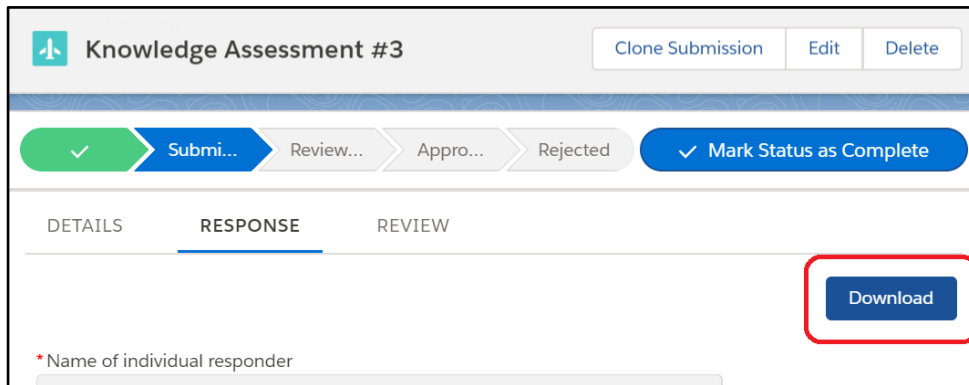 Knowledge Assessment #3
Clone Submission Edit Delete
Submi... Review... Appro... Rejected Mark Status as Complete
DETAILS RESPONSE REVIEW
Download
*Name of individual responder